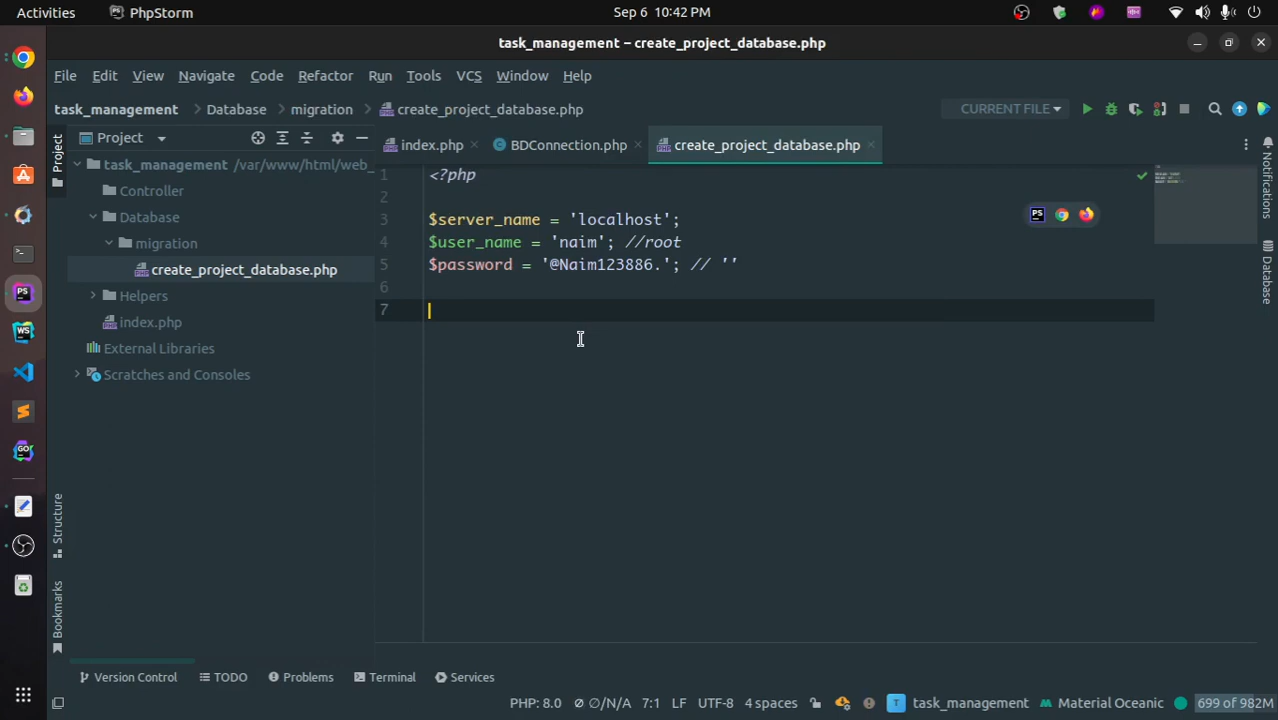 Activities PhpStorm Sep 6 10:42 PM
task_management – create_project_database.php
File Edit View Navigate Code Refactor Run Tools VCS Window Help
task_management Database migration create_project_database.php CURRENT FILE
Project
index.php BDConnection.php create_project_database.php
task_management /var/www/html/web_
Controller
Database
migration
create_project_database.php
Helpers
index.php
External Libraries
Scratches and Consoles
1 <?php
2
3 $server_name = 'localhost';
4 $user_name = 'naim'; //root
5 $password = '@Naim123886.'; // ''
6
7
Project
Structure
Bookmarks
Notifications
Database
Version Control TODO Problems Terminal Services
PHP: 8.0 ∅/N/A 7:1 LF UTF-8 4 spaces T task_management Material Oceanic 699 of 982M